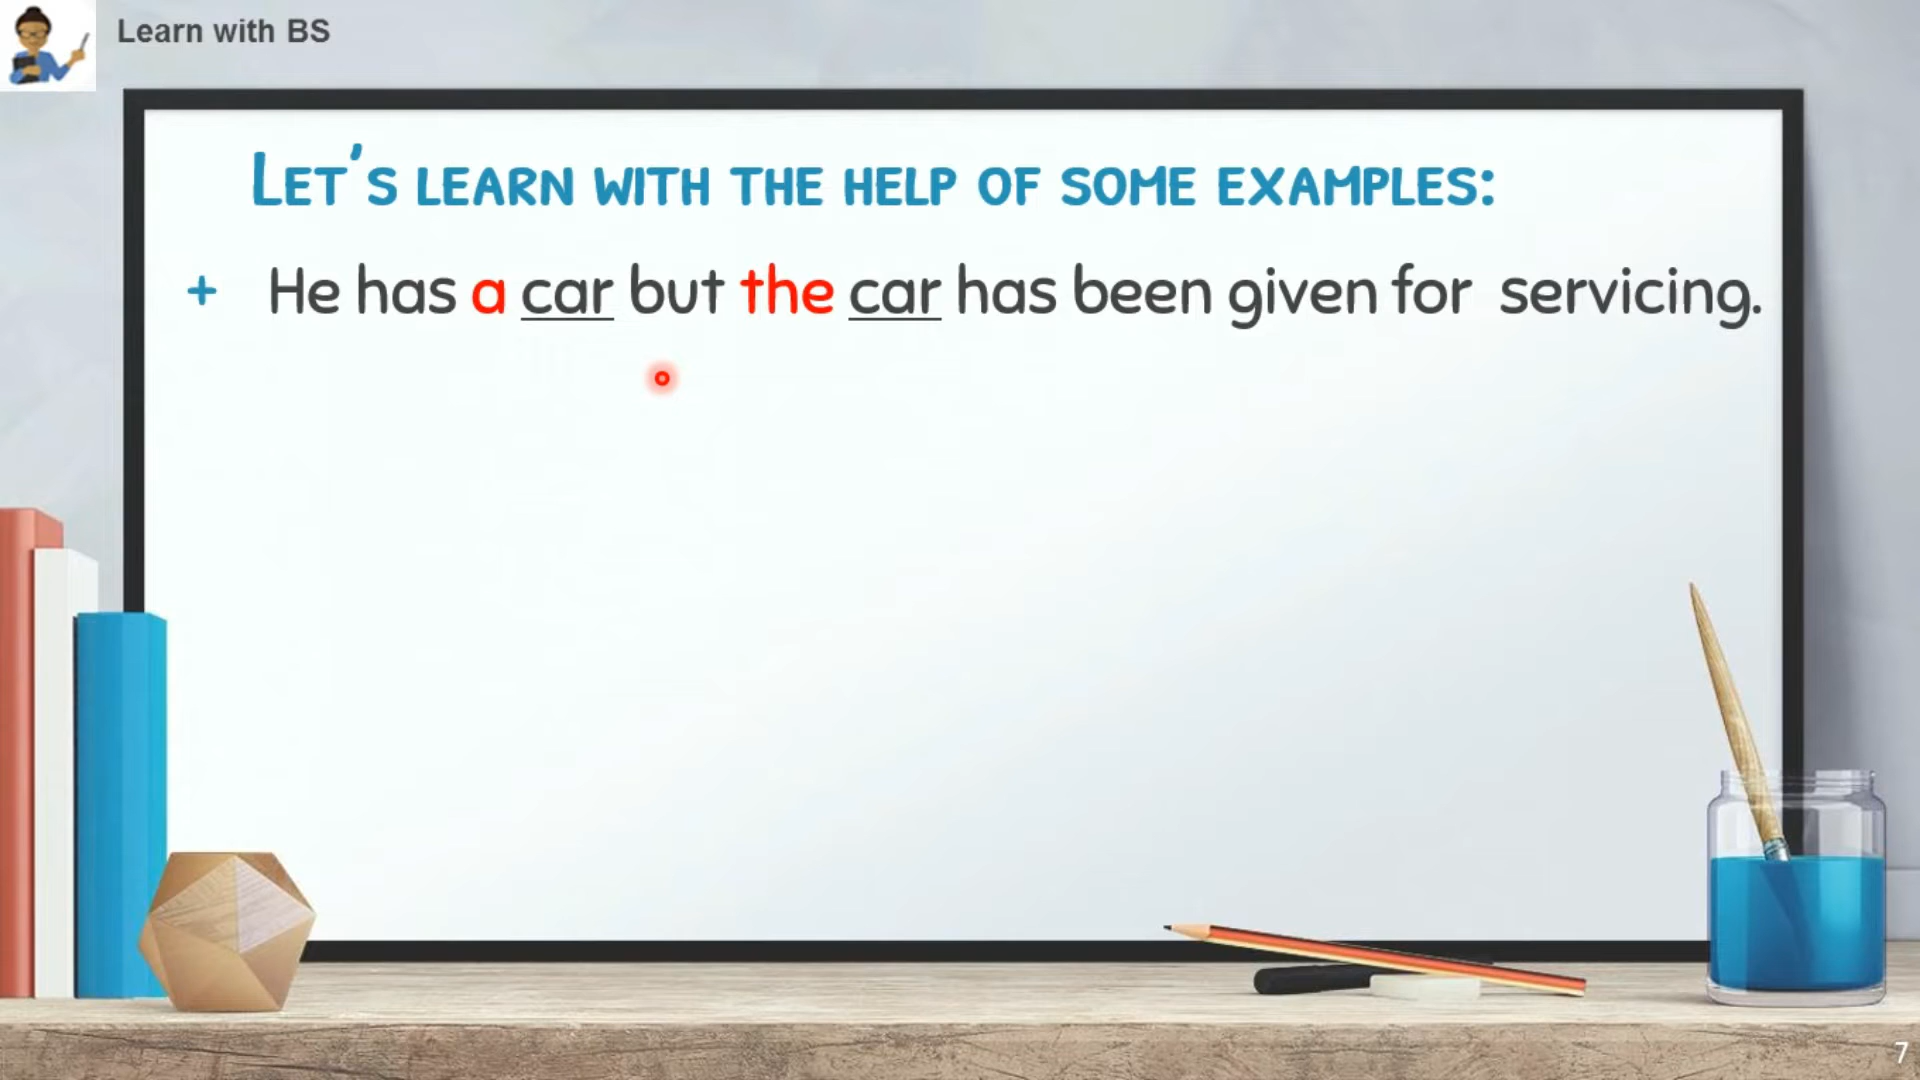 Learn with BS
LET'S LEARN WITH THE HELP OF SOME EXAMPLES:
+ He has a car but the car has been given for servicing.
7